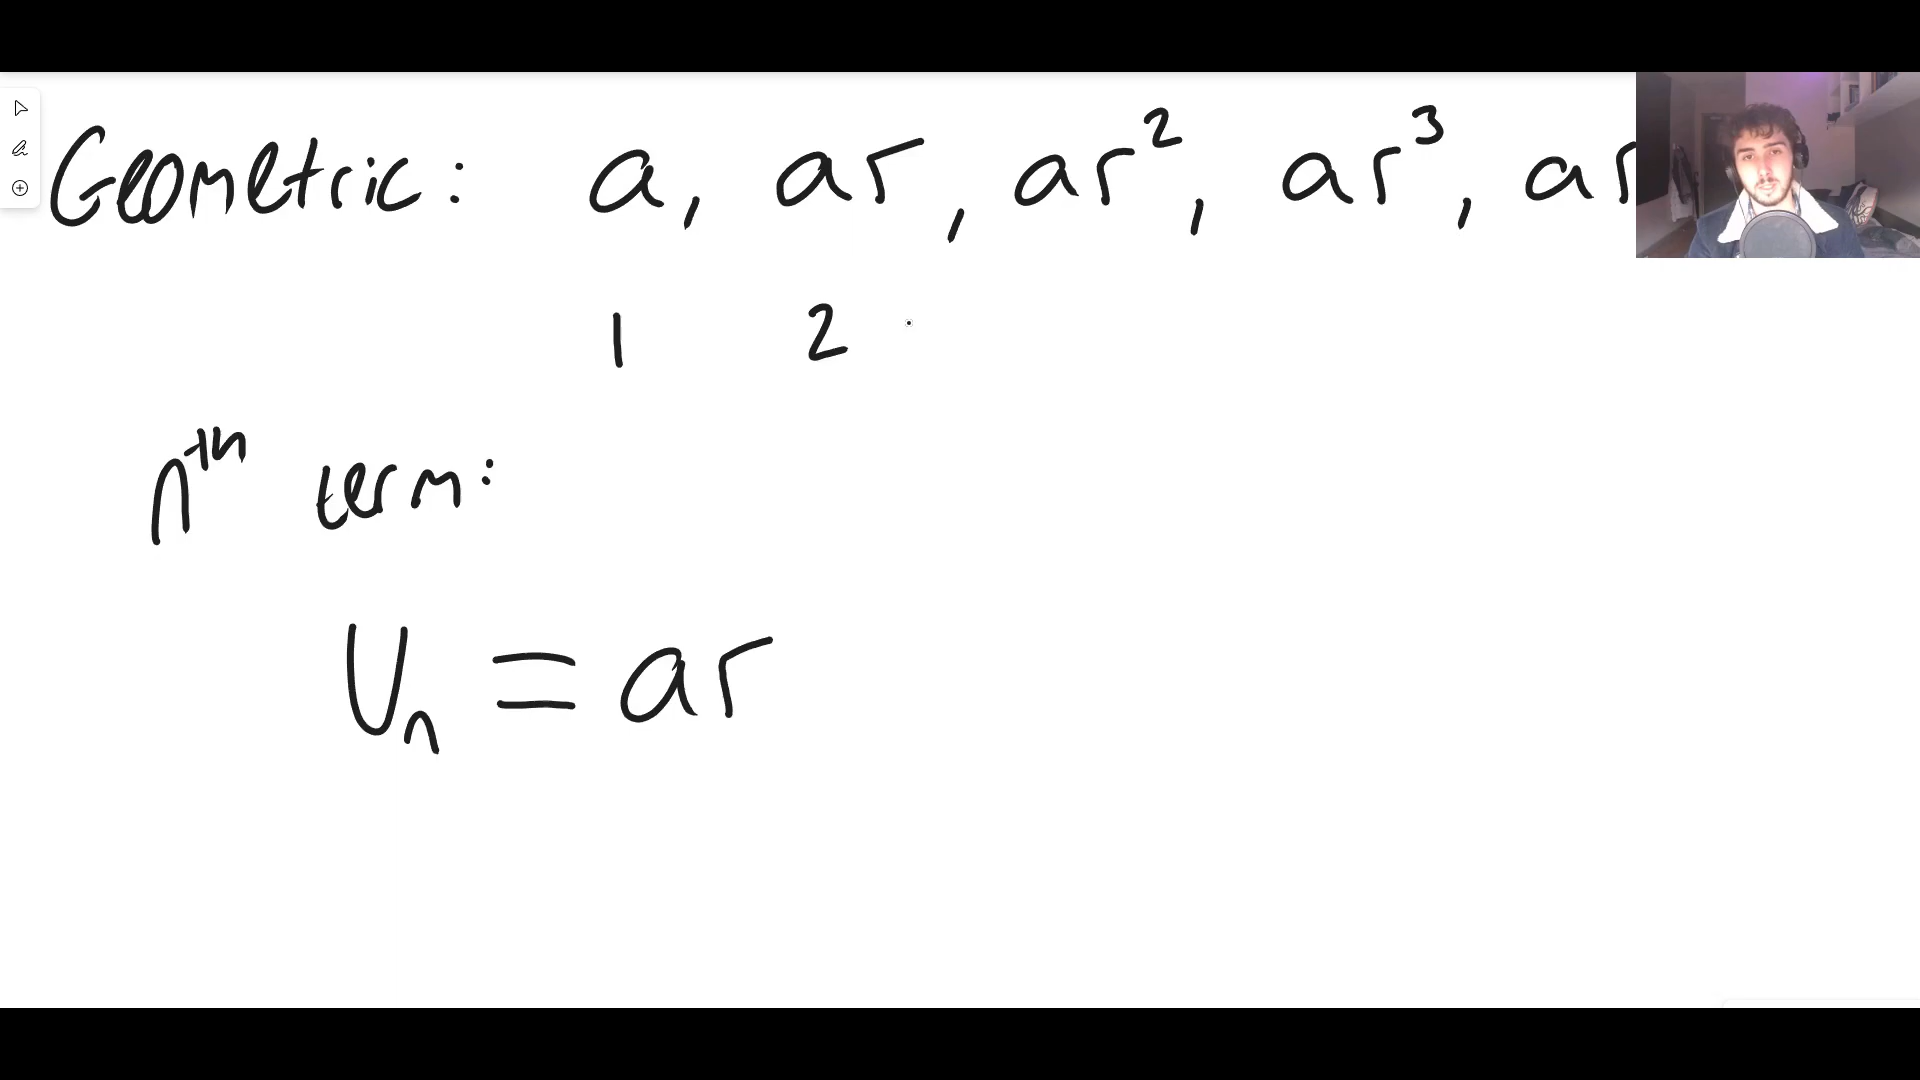 Geometric: a, ar, ar², ar³, ar
1 2
nᵗʰ term:
Uₙ = ar